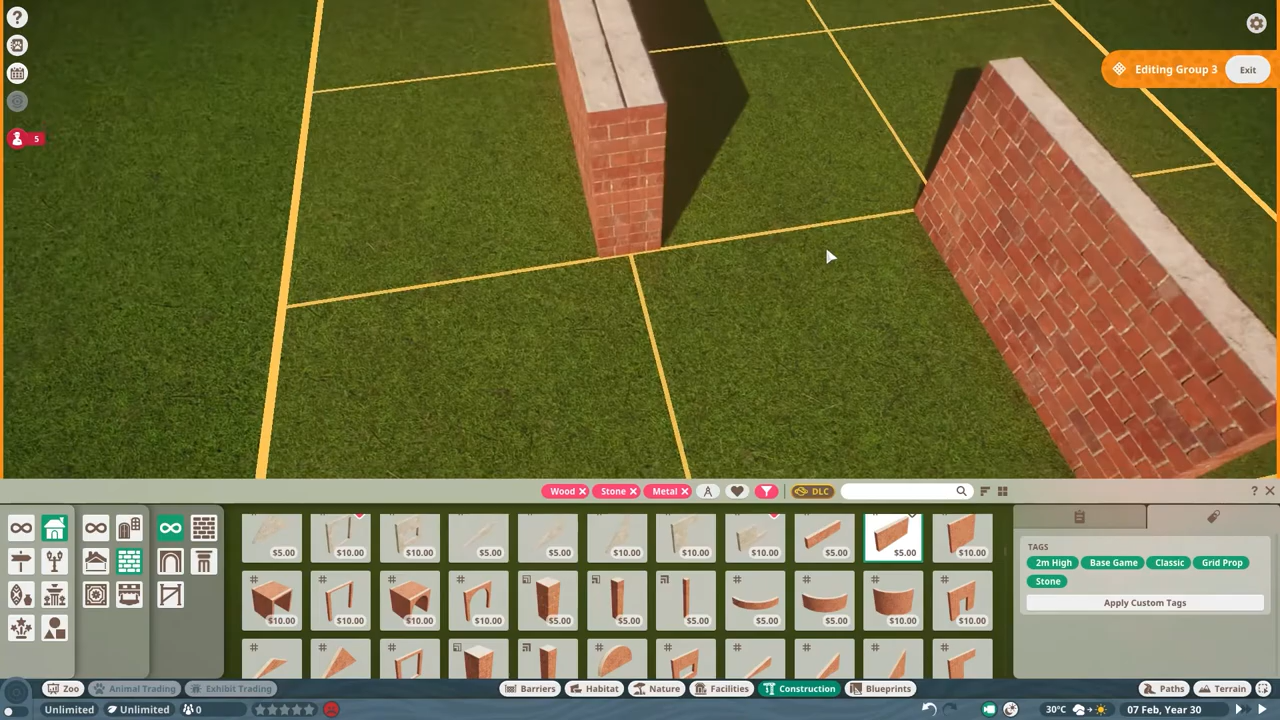 ?
Editing Group 3
Exit
5
Wood ✕
Stone ✕
Metal ✕
DLC
? ✕
$5.00
$10.00
$10.00
$5.00
$5.00
$10.00
$10.00
$10.00
$5.00
$5.00
$10.00
$10.00
$10.00
$10.00
$10.00
$5.00
$5.00
$5.00
$5.00
$5.00
$10.00
$10.00
TAGS
2m High
Base Game
Classic
Grid Prop
Stone
Apply Custom Tags
Zoo
Animal Trading
Exhibit Trading
Barriers
Habitat
Nature
Facilities
Construction
Blueprints
Paths
Terrain
Unlimited
Unlimited
0
30°C
07 Feb, Year 30